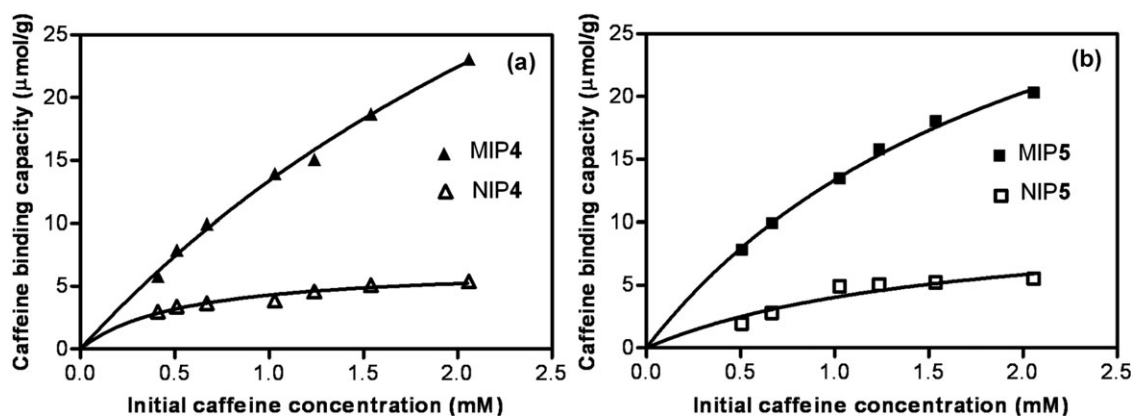 Caffeine binding capacity (μmol/g)
25
20
15
10
5
0
(a)
MIP4
NIP4
0.0 0.5 1.0 1.5 2.0 2.5
Initial caffeine concentration (mM)
Caffeine binding capacity (μmol/g)
25
20
15
10
5
0
(b)
MIP5
NIP5
0.0 0.5 1.0 1.5 2.0 2.5
Initial caffeine concentration (mM)